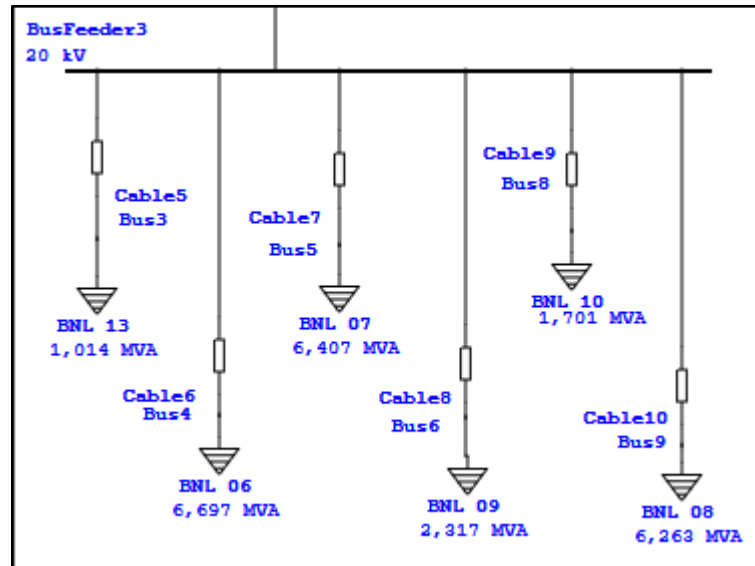 BusFeeder3
20 kV
Cable5
Bus3
BNL 13
1,014 MVA
Cable6
Bus4
BNL 06
6,697 MVA
Cable7
Bus5
BNL 07
6,407 MVA
Cable8
Bus6
BNL 09
2,317 MVA
Cable9
Bus8
BNL 10
1,701 MVA
Cable10
Bus9
BNL 08
6,263 MVA